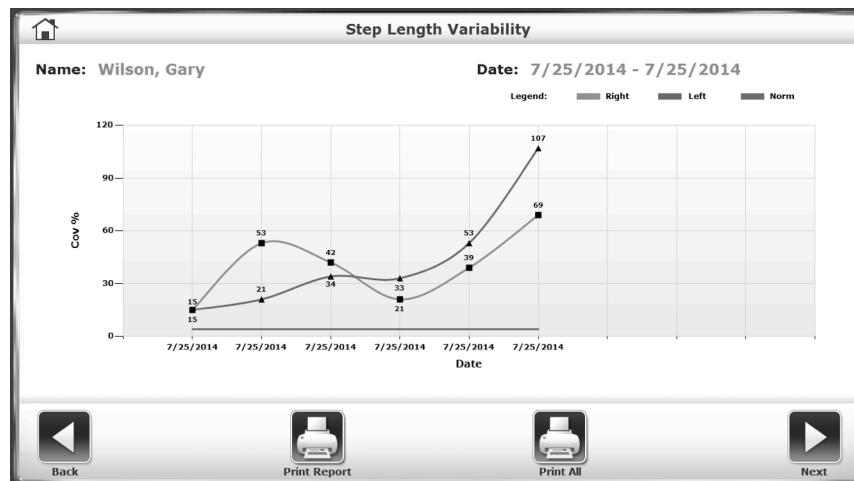 Step Length Variability
Name: Wilson, Gary
Date: 7/25/2014 - 7/25/2014
Legend: Right Left Norm
120
107
90
69
Cov %
60
53
53
42
39
30
21
34
33
21
15
15
0
7/25/2014 7/25/2014 7/25/2014 7/25/2014 7/25/2014 7/25/2014
Date
Back
Print Report
Print All
Next